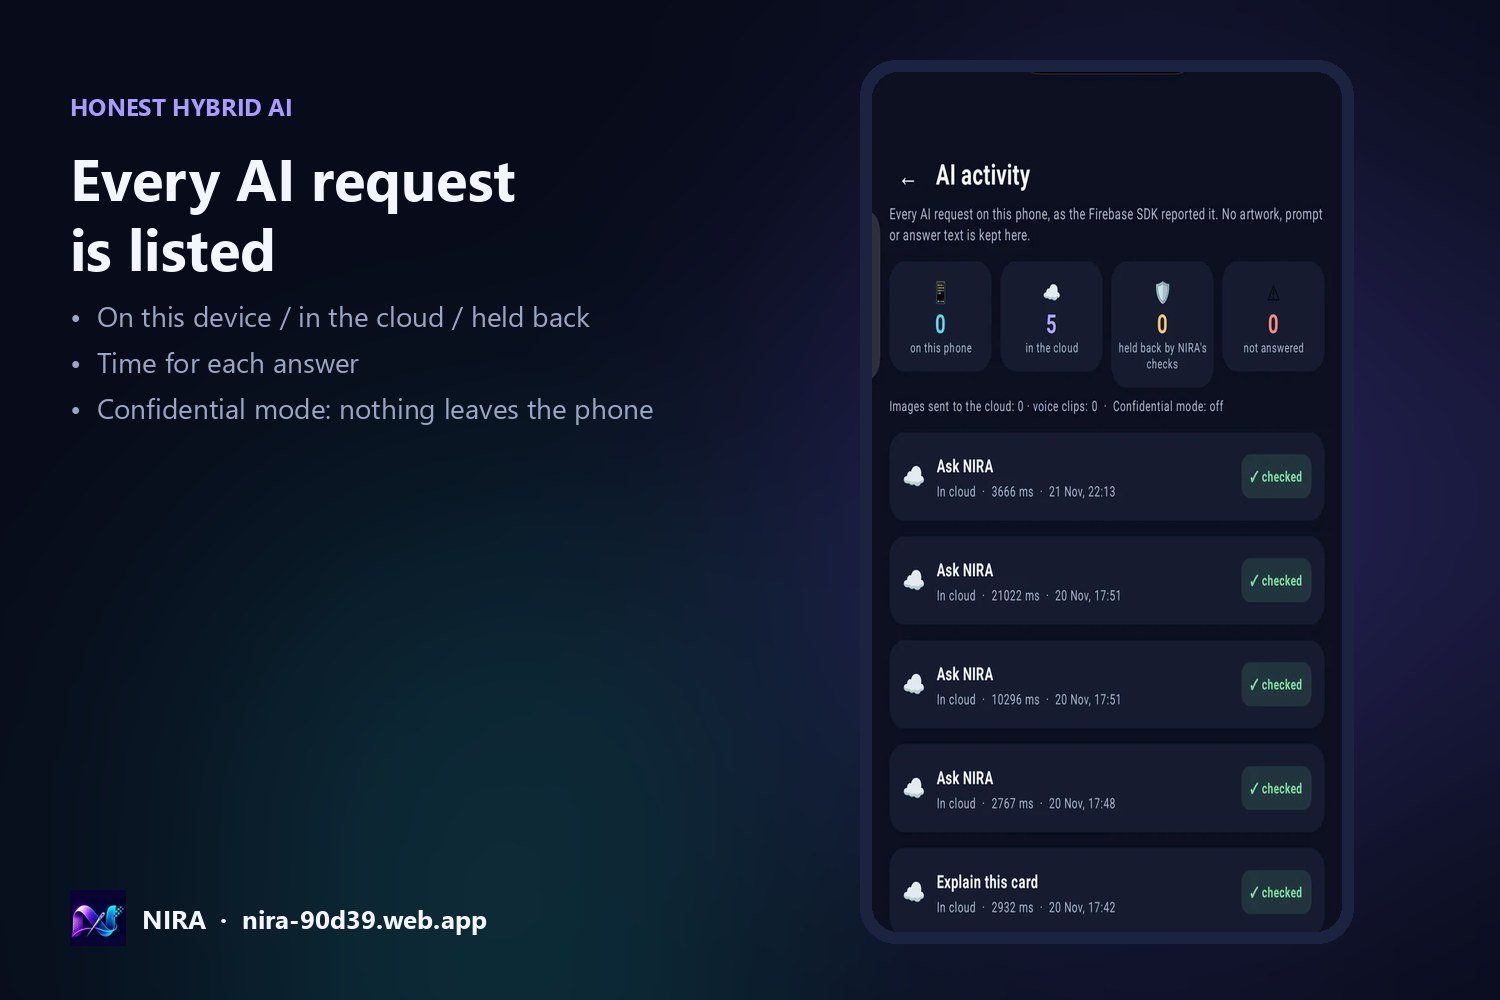 HONEST HYBRID AI
Every AI request
is listed
• On this device / in the cloud / held back
• Time for each answer
• Confidential mode: nothing leaves the phone
NIRA · nira-90d39.web.app
← AI activity
Every AI request on this phone, as the Firebase SDK reported it. No artwork, prompt
or answer text is kept here.
0
on this phone
5
in the cloud
0
held back by NIRA's
checks
0
not answered
Images sent to the cloud: 0 · voice clips: 0 · Confidential mode: off
Ask NIRA
In cloud · 3666 ms · 21 Nov, 22:13
✓ checked
Ask NIRA
In cloud · 21022 ms · 20 Nov, 17:51
✓ checked
Ask NIRA
In cloud · 10296 ms · 20 Nov, 17:51
✓ checked
Ask NIRA
In cloud · 2767 ms · 20 Nov, 17:48
✓ checked
Explain this card
In cloud · 2932 ms · 20 Nov, 17:42
✓ checked